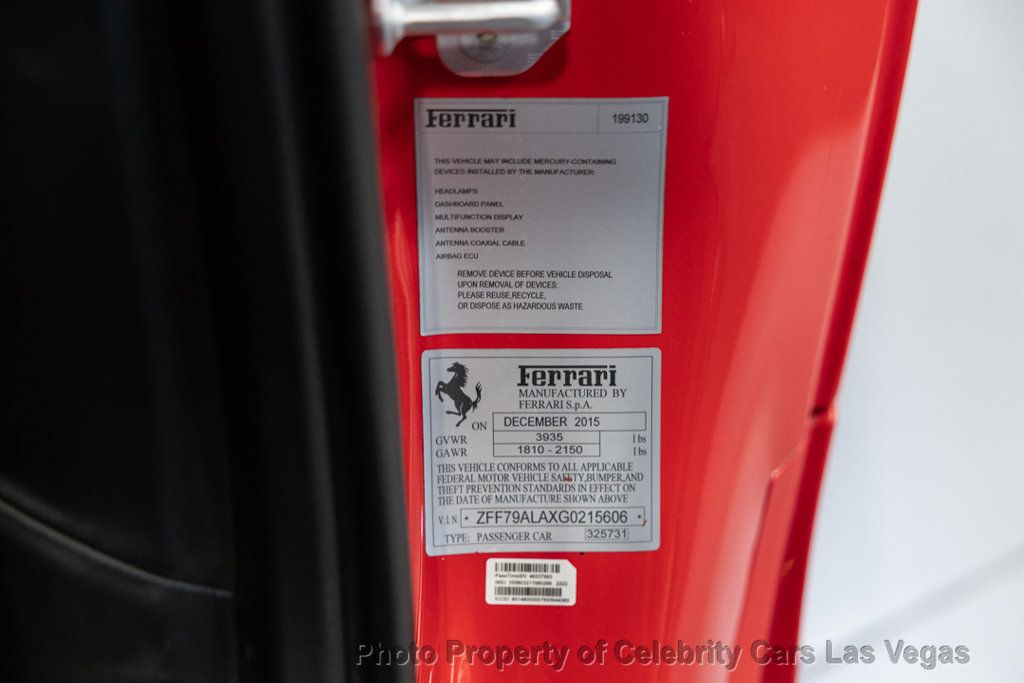 Ferrari 199130
THIS VEHICLE MAY INCLUDE MERCURY-CONTAINING
DEVICES INSTALLED BY THE MANUFACTURER:
HEADLAMPS
DASHBOARD PANEL
MULTIFUNCTION DISPLAY
ANTENNA BOOSTER
ANTENNA COAXIAL CABLE
AIRBAG ECU
REMOVE DEVICE BEFORE VEHICLE DISPOSAL
UPON REMOVAL OF DEVICES:
PLEASE REUSE,RECYCLE,
OR DISPOSE AS HAZARDOUS WASTE
Ferrari
MANUFACTURED BY
FERRARI S.p.A.
ON DECEMBER 2015
GVWR 3935 lbs
GAWR 1810 - 2150 lbs
THIS VEHICLE CONFORMS TO ALL APPLICABLE
FEDERAL MOTOR VEHICLE SAFETY,BUMPER,AND
THEFT PREVENTION STANDARDS IN EFFECT ON
THE DATE OF MANUFACTURE SHOWN ABOVE
V.I.N. * ZFF79ALAXG0215606 *
TYPE: PASSENGER CAR 325731
PassTimeSN:
IMEI: 2222
ICCID:
Photo Property of Celebrity Cars Las Vegas